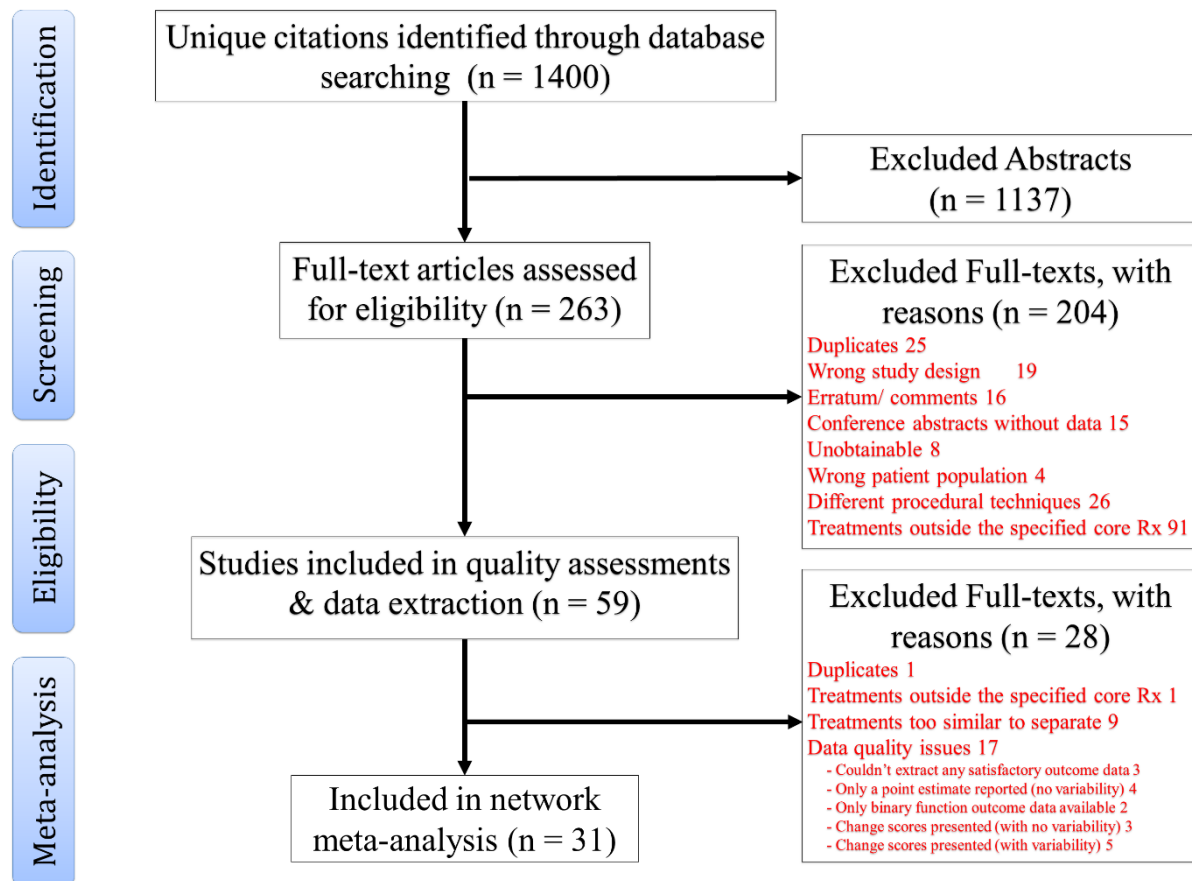 Identification
Unique citations identified through database
searching (n = 1400)
Excluded Abstracts
(n = 1137)
Screening
Full-text articles assessed
for eligibility (n = 263)
Excluded Full-texts, with
reasons (n = 204)
Duplicates 25
Wrong study design 19
Erratum/ comments 16
Conference abstracts without data 15
Unobtainable 8
Wrong patient population 4
Different procedural techniques 26
Treatments outside the specified core Rx 91
Eligibility
Studies included in quality assessments
& data extraction (n = 59)
Excluded Full-texts, with
reasons (n = 28)
Duplicates 1
Treatments outside the specified core Rx 1
Treatments too similar to separate 9
Data quality issues 17
- Couldn't extract any satisfactory outcome data 3
- Only a point estimate reported (no variability) 4
- Only binary function outcome data available 2
- Change scores presented (with no variability) 3
- Change scores presented (with variability) 5
Meta-analysis
Included in network
meta-analysis (n = 31)